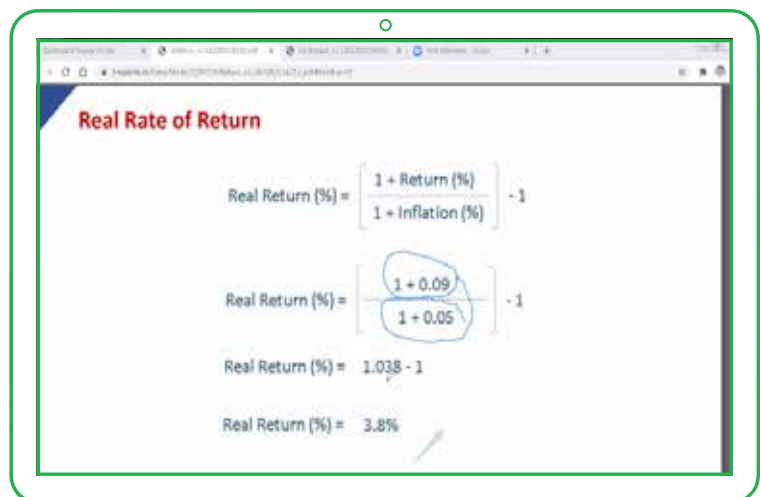 Real Rate of Return
Real Return (%) = [ 1 + Return (%) / 1 + Inflation (%) ] - 1
Real Return (%) = [ 1 + 0.09 / 1 + 0.05 ] - 1
Real Return (%) = 1.038 - 1
Real Return (%) = 3.8%